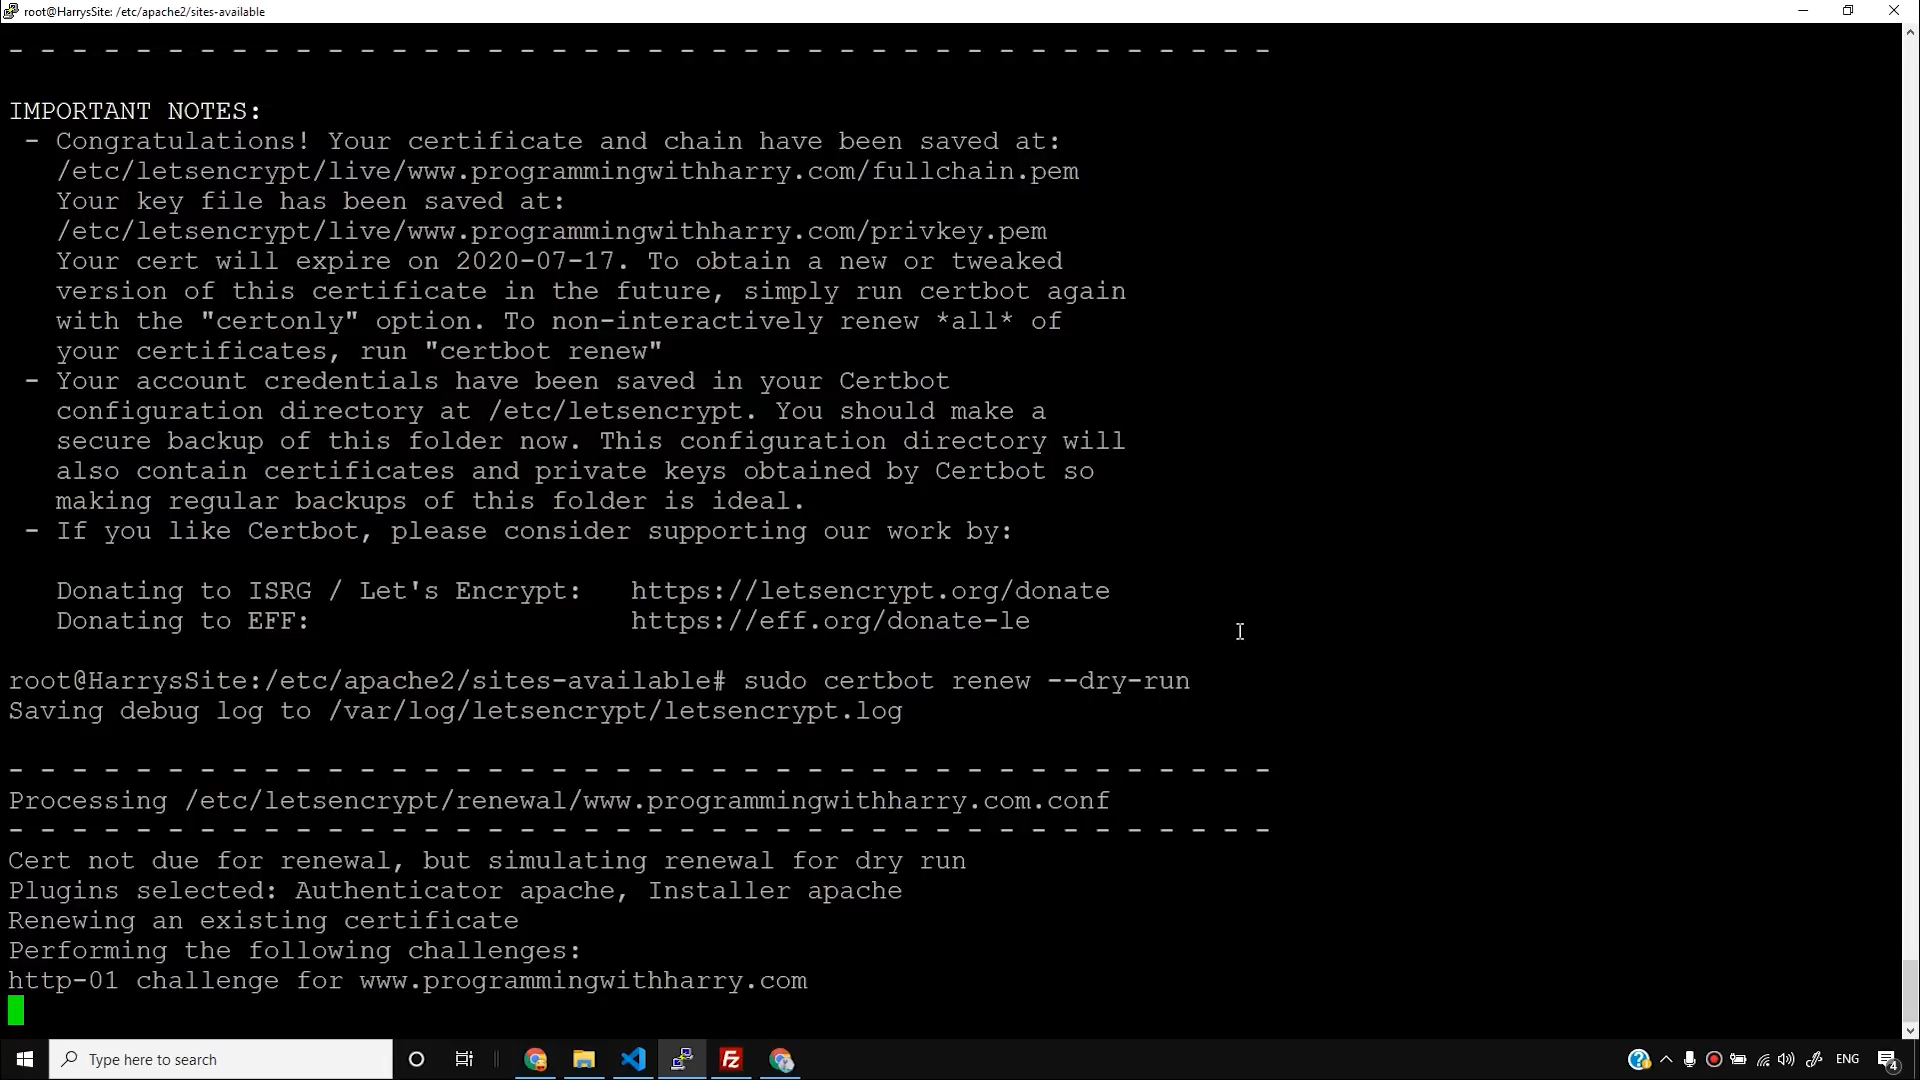 root@HarrysSite: /etc/apache2/sites-available
- - - - - - - - - - - - - - - - - - - - - - - - - - - - - - - - - - - - - - - -
IMPORTANT NOTES:
- Congratulations! Your certificate and chain have been saved at:
/etc/letsencrypt/live/www.programmingwithharry.com/fullchain.pem
Your key file has been saved at:
/etc/letsencrypt/live/www.programmingwithharry.com/privkey.pem
Your cert will expire on 2020-07-17. To obtain a new or tweaked
version of this certificate in the future, simply run certbot again
with the "certonly" option. To non-interactively renew *all* of
your certificates, run "certbot renew"
- Your account credentials have been saved in your Certbot
configuration directory at /etc/letsencrypt. You should make a
secure backup of this folder now. This configuration directory will
also contain certificates and private keys obtained by Certbot so
making regular backups of this folder is ideal.
- If you like Certbot, please consider supporting our work by:
Donating to ISRG / Let's Encrypt:   https://letsencrypt.org/donate
Donating to EFF:                    https://eff.org/donate-le
root@HarrysSite:/etc/apache2/sites-available# sudo certbot renew --dry-run
Saving debug log to /var/log/letsencrypt/letsencrypt.log
- - - - - - - - - - - - - - - - - - - - - - - - - - - - - - - - - - - - - - - -
Processing /etc/letsencrypt/renewal/www.programmingwithharry.com.conf
- - - - - - - - - - - - - - - - - - - - - - - - - - - - - - - - - - - - - - - -
Cert not due for renewal, but simulating renewal for dry run
Plugins selected: Authenticator apache, Installer apache
Renewing an existing certificate
Performing the following challenges:
http-01 challenge for www.programmingwithharry.com
Type here to search
ENG
4